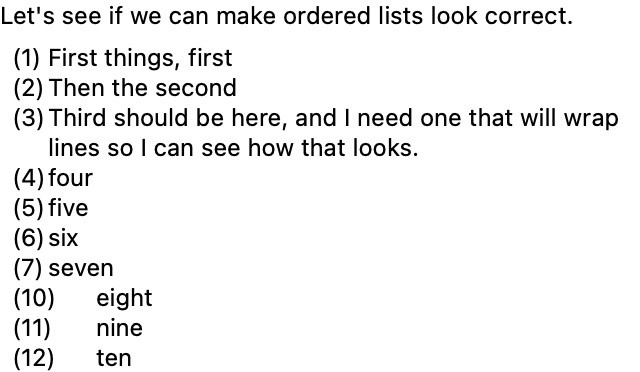 Let's see if we can make ordered lists look correct.
(1) First things, first
(2) Then the second
(3) Third should be here, and I need one that will wrap
lines so I can see how that looks.
(4) four
(5) five
(6) six
(7) seven
(10) eight
(11) nine
(12) ten